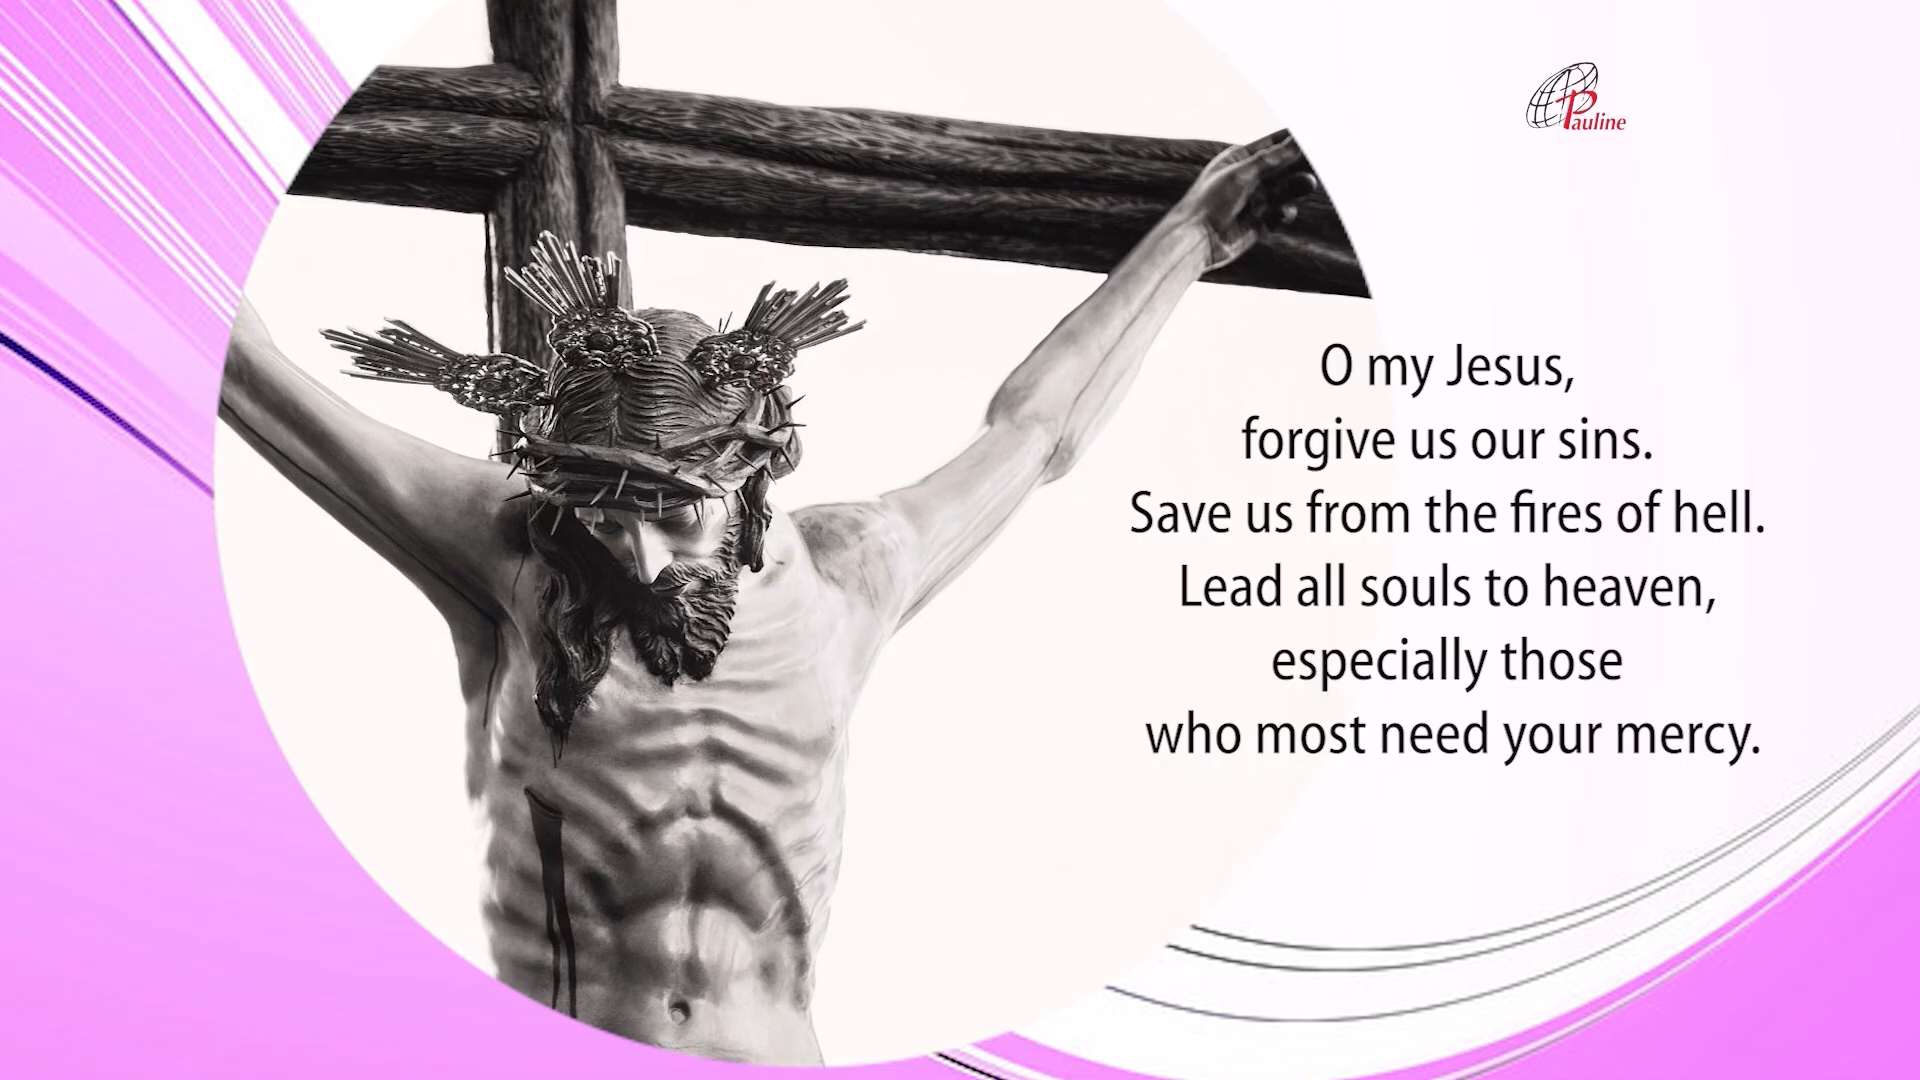 Pauline
O my Jesus,
forgive us our sins.
Save us from the fires of hell.
Lead all souls to heaven,
especially those
who most need your mercy.